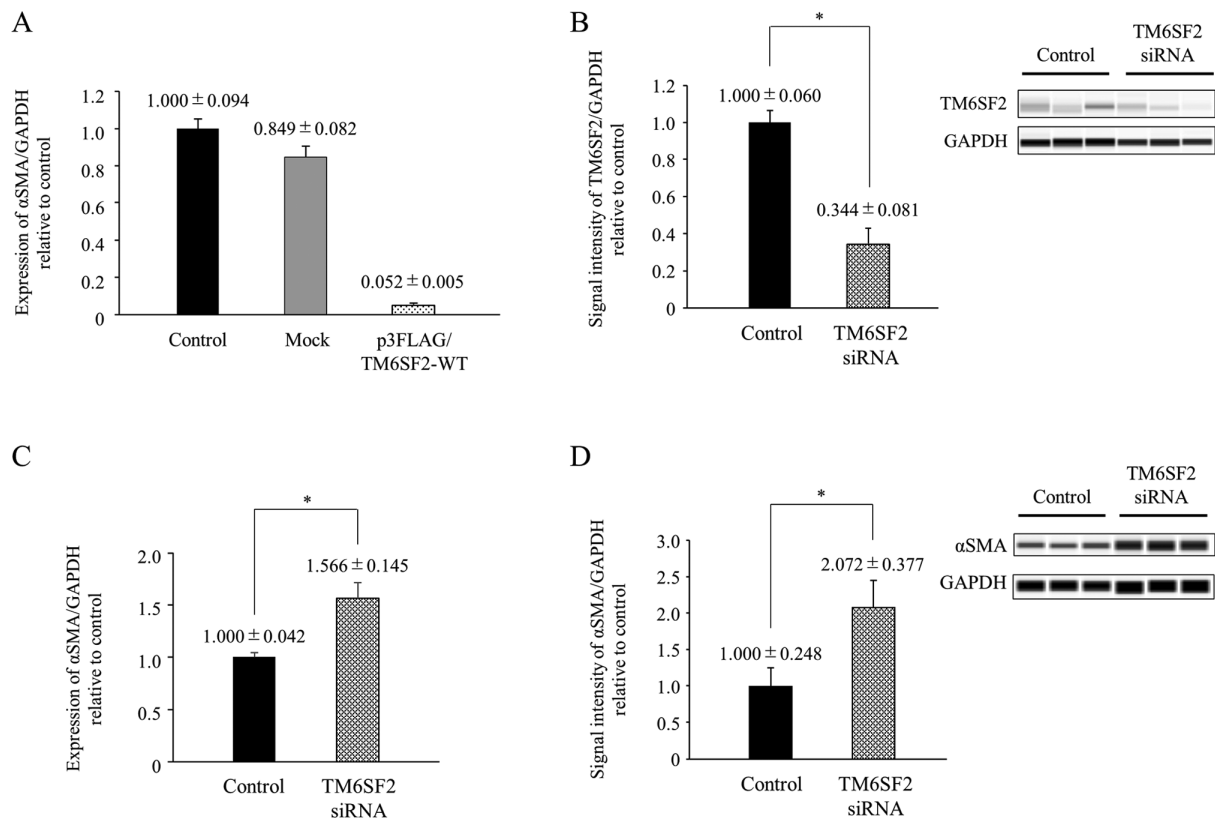 A
Expression of αSMA/GAPDH
relative to control
1.2
1.0
0.8
0.6
0.4
0.2
0
1.000 ± 0.094
0.849 ± 0.082
0.052 ± 0.005
Control
Mock
p3FLAG/
TM6SF2-WT
B
Signal intensity of TM6SF2/GAPDH
relative to control
1.2
1.0
0.8
0.6
0.4
0.2
0
*
1.000 ± 0.060
0.344 ± 0.081
Control
TM6SF2
siRNA
Control
TM6SF2
siRNA
TM6SF2
GAPDH
C
Expression of αSMA/GAPDH
relative to control
2.0
1.5
1.0
0.5
0
*
1.000 ± 0.042
1.566 ± 0.145
Control
TM6SF2
siRNA
D
Signal intensity of αSMA/GAPDH
relative to control
3.0
2.5
2.0
1.5
1.0
0.5
0
*
1.000 ± 0.248
2.072 ± 0.377
Control
TM6SF2
siRNA
Control
TM6SF2
siRNA
αSMA
GAPDH